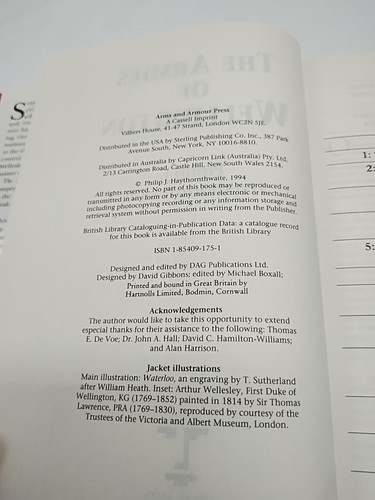 Arms and Armour Press
A Cassell Imprint
Villiers House, 41-47 Strand, London WC2N 5JE.
Distributed in the USA by Sterling Publishing Co. Inc., 387 Park
Avenue South, New York, NY 10016-8810.
Distributed in Australia by Capricorn Link (Australia) Pty. Ltd,
2/13 Carrington Road, Castle Hill, New South Wales 2154.
© Philip J. Haythornthwaite, 1994
All rights reserved. No part of this book may be reproduced or
transmitted in any form or by any means electronic or mechanical
including photocopying recording or any information storage and
retrieval system without permission in writing from the Publisher.
British Library Cataloguing-in-Publication Data: a catalogue record
for this book is available from the British Library
ISBN 1-85409-175-1
Designed and edited by DAG Publications Ltd.
Designed by David Gibbons; edited by Michael Boxall;
Printed and bound in Great Britain by
Hartnolls Limited, Bodmin, Cornwall
Acknowledgements
The author would like to take this opportunity to extend
especial thanks for their assistance to the following: Thomas
E. De Voe; Dr. John A. Hall; David C. Hamilton-Williams;
and Alan Harrison.
Jacket illustrations
Main illustration: Waterloo, an engraving by T. Sutherland
after William Heath. Inset: Arthur Wellesley, First Duke of
Wellington, KG (1769–1852) painted in 1814 by Sir Thomas
Lawrence, PRA (1769–1830), reproduced by courtesy of the
Trustees of the Victoria and Albert Museum, London.
1:
2:
5: